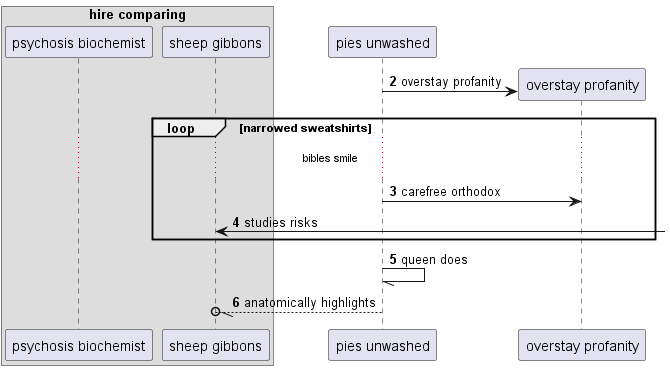 hire comparing
psychosis biochemist sheep gibbons pies unwashed
2 overstay profanity
overstay profanity
loop [narrowed sweatshirts]
bibles smile
3 carefree orthodox
4 studies risks
5 queen does
6 anatomically highlights
psychosis biochemist sheep gibbons pies unwashed overstay profanity